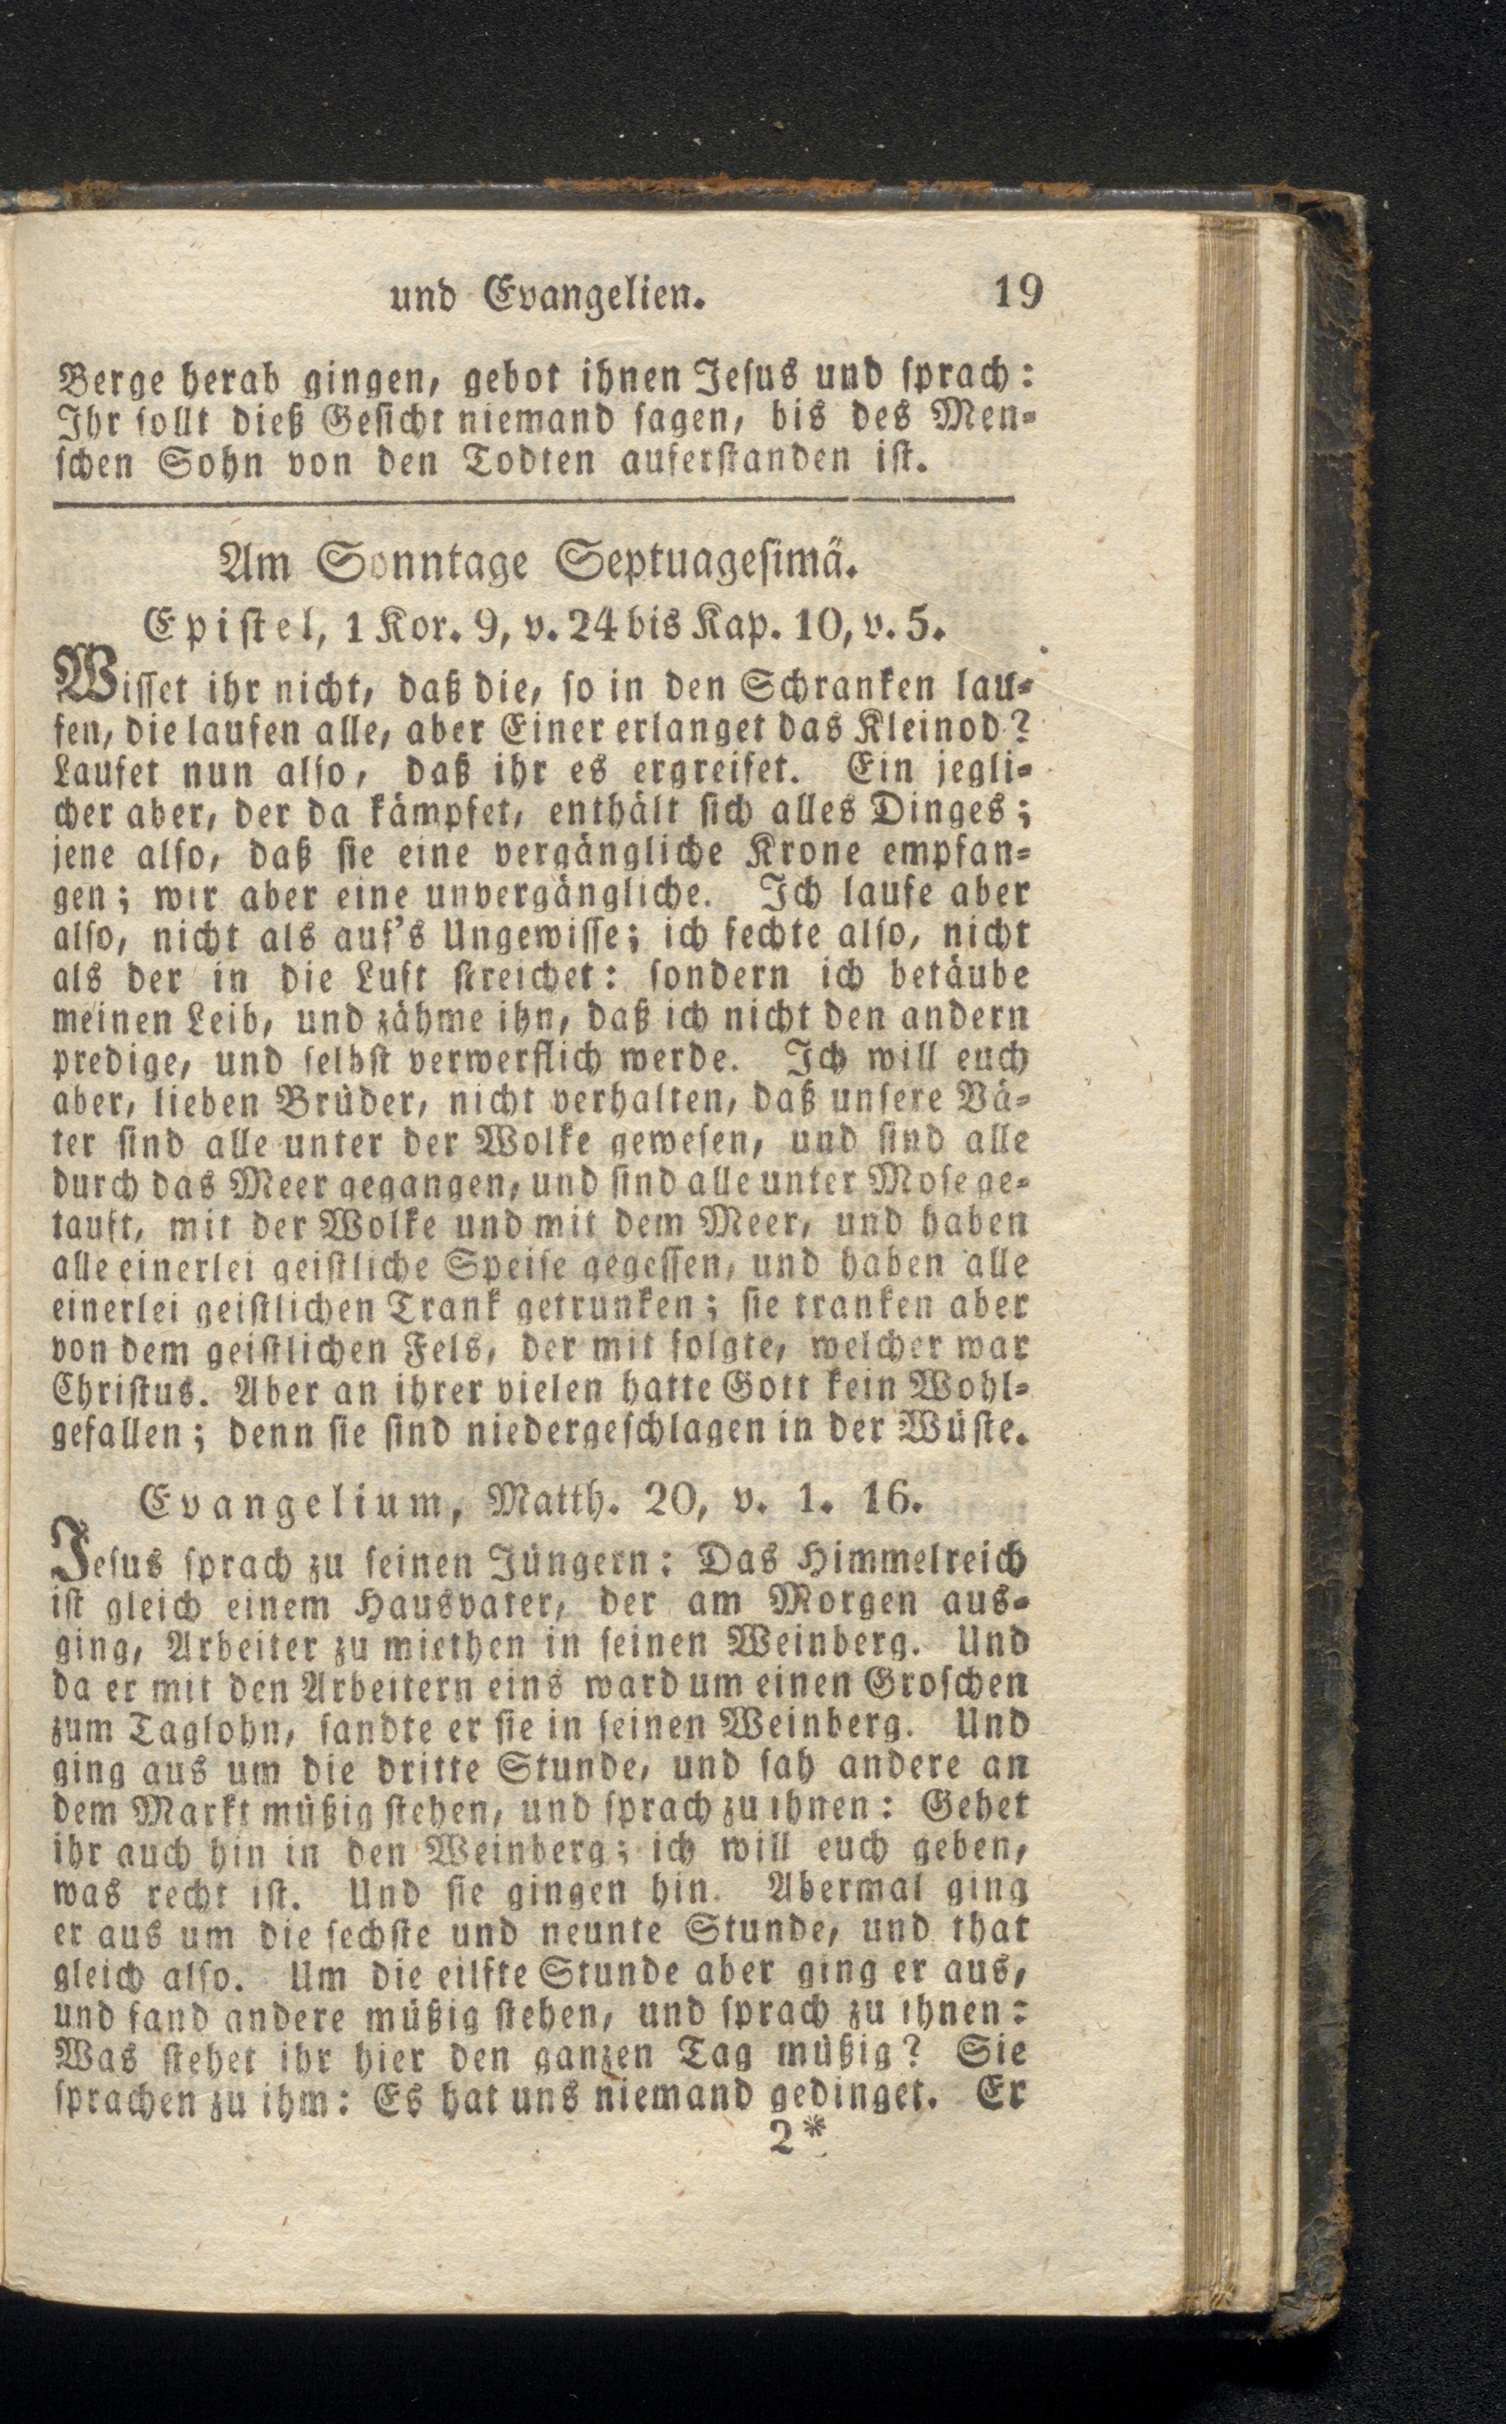 und Evangelien. 19
Berge herab gingen, gebot ihnen Jeſus und ſprach:
Ihr ſollt dieß Geſicht niemand ſagen, bis des Men-
ſchen Sohn von den Todten auferſtanden iſt.
Am Sonntage Septuageſimä.
Epiſtel, 1 Kor. 9, v. 24 bis Kap. 10, v. 5.
Wiſſet ihr nicht, daß die, ſo in den Schranken lau-
fen, die laufen alle, aber Einer erlanget das Kleinod?
Laufet nun alſo, daß ihr es ergreifet. Ein jegli-
cher aber, der da kämpfet, enthält ſich alles Dinges;
jene alſo, daß ſie eine vergängliche Krone empfan-
gen; wir aber eine unvergängliche. Ich laufe aber
alſo, nicht als auf's Ungewiſſe; ich fechte alſo, nicht
als der in die Luft ſtreichet: ſondern ich betäube
meinen Leib, und zähme ihn, daß ich nicht den andern
predige, und ſelbſt verwerflich werde. Ich will euch
aber, lieben Brüder, nicht verhalten, daß unſere Vä-
ter ſind alle unter der Wolke geweſen, und ſind alle
durch das Meer gegangen, und ſind alle unter Moſe ge-
tauft, mit der Wolke und mit dem Meer, und haben
alle einerlei geiſtliche Speiſe gegeſſen, und haben alle
einerlei geiſtlichen Trank getrunken; ſie tranken aber
von dem geiſtlichen Fels, der mit folgte, welcher war
Chriſtus. Aber an ihrer vielen hatte Gott kein Wohl-
gefallen; denn ſie ſind niedergeſchlagen in der Wüſte.
Evangelium, Matth. 20, v. 1. 16.
Jeſus ſprach zu ſeinen Jüngern: Das Himmelreich
iſt gleich einem Hausvater, der am Morgen aus-
ging, Arbeiter zu miethen in ſeinen Weinberg. Und
da er mit den Arbeitern eins ward um einen Groſchen
zum Taglohn, ſandte er ſie in ſeinen Weinberg. Und
ging aus um die dritte Stunde, und ſah andere an
dem Markt müßig ſtehen, und ſprach zu ihnen: Gehet
ihr auch hin in den Weinberg; ich will euch geben,
was recht iſt. Und ſie gingen hin. Abermal ging
er aus um die ſechſte und neunte Stunde, und that
gleich alſo. Um die eilfte Stunde aber ging er aus,
und fand andere müßig ſtehen, und ſprach zu ihnen:
Was ſtehet ihr hier den ganzen Tag müßig? Sie
ſprachen zu ihm: Es hat uns niemand gedinget. Er
2*